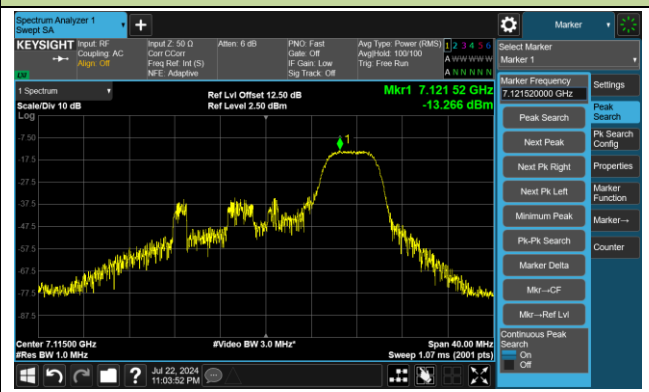 Spectrum Analyzer 1
Swept SA
Marker
KEYSIGHT
Input: RF
Coupling: AC
Align: Off
Input Z: 50 Ω
Corr CCorr
Freq Ref: Int (S)
NFE: Adaptive
Atten: 6 dB
PNO: Fast
Gate: Off
IF Gain: Low
Sig Track: Off
Avg Type: Power (RMS)
Avg|Hold: 100/100
Trig: Free Run
1 2 3 4 5 6
A W W W W W
A N N N N N
Select Marker
Marker 1
LW
1 Spectrum
Scale/Div 10 dB
Log
Ref Lvl Offset 12.50 dB
Ref Level 2.50 dBm
Mkr1 7.121 52 GHz
-13.266 dBm
1
-7.50
-17.5
-27.5
-37.5
-47.5
-57.5
-67.5
-77.5
-87.5
Center 7.11500 GHz
#Res BW 1.0 MHz
#Video BW 3.0 MHz*
Span 40.00 MHz
Sweep 1.07 ms (2001 pts)
Marker Frequency
7.121520000 GHz
Peak Search
Next Peak
Next Pk Right
Next Pk Left
Minimum Peak
Pk-Pk Search
Marker Delta
Mkr→CF
Mkr→Ref Lvl
Continuous Peak
Search
On
Off
Settings
Peak
Search
Pk Search
Config
Properties
Marker
Function
Marker→
Counter
?
Jul 22, 2024
11:03:52 PM